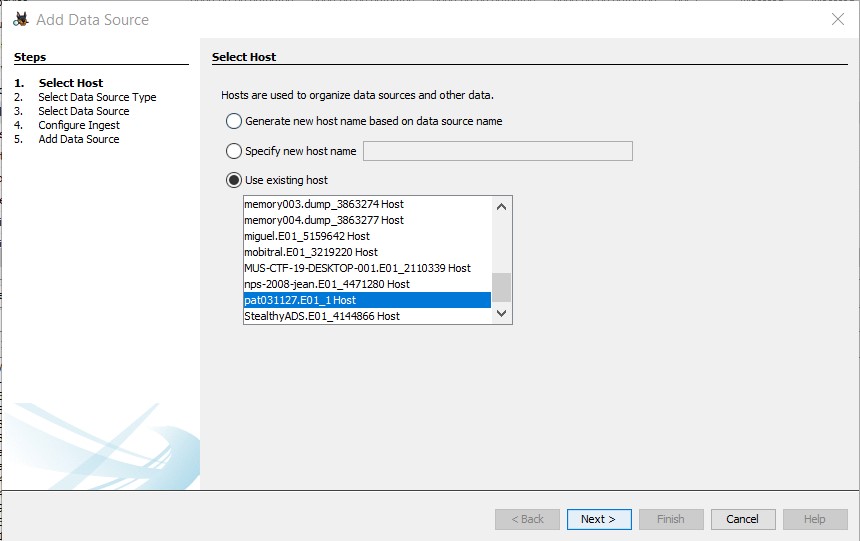 Add Data Source
Steps
1. Select Host
2. Select Data Source Type
3. Select Data Source
4. Configure Ingest
5. Add Data Source
Select Host
Hosts are used to organize data sources and other data.
Generate new host name based on data source name
Specify new host name
Use existing host
memory003.dump_3863274 Host
memory004.dump_3863277 Host
miguel.E01_5159642 Host
mobitral.E01_3219220 Host
MUS-CTF-19-DESKTOP-001.E01_2110339 Host
nps-2008-jean.E01_4471280 Host
pat031127.E01_1 Host
StealthyADS.E01_4144866 Host
< Back Next > Finish Cancel Help